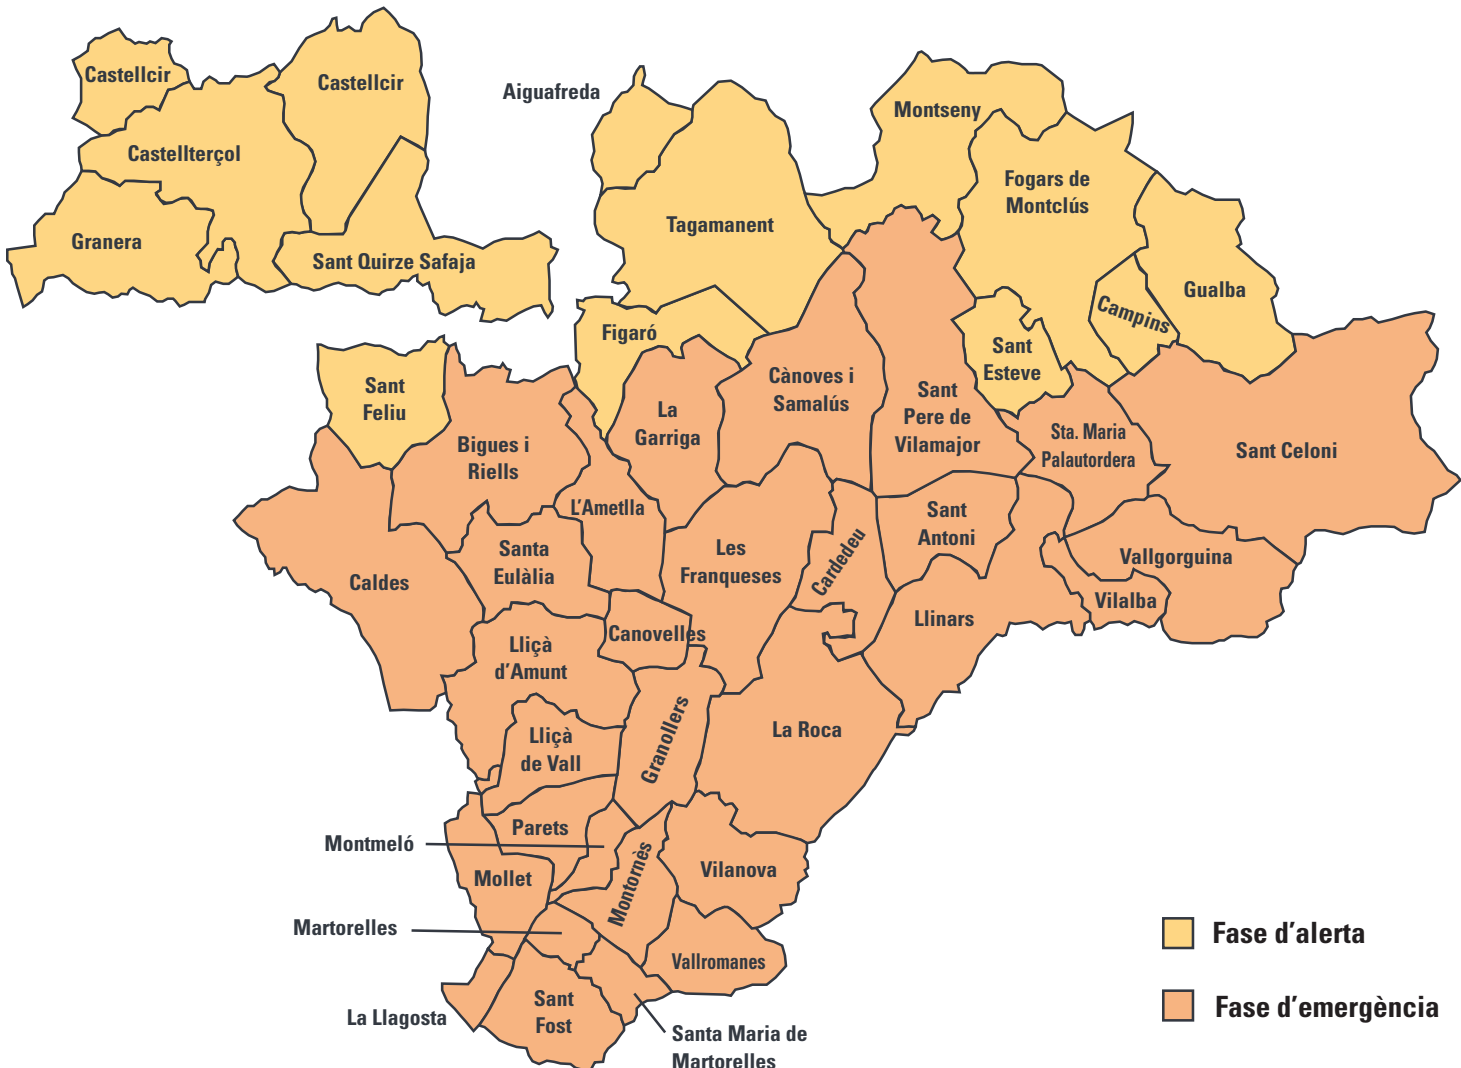 Castellcir
Castellcir
Castellterçol
Granera
Sant Quirze Safaja
Aiguafreda
Tagamanent
Montseny
Fogars de
Montclús
Gualba
Campins
Sant
Esteve
Figaró
Sant
Feliu
Bigues i
Riells
La
Garriga
Cànoves i
Samalús
Sant
Pere de
Vilamajor
Sta. Maria
Palautordera
Sant Celoni
L'Ametlla
Caldes
Santa
Eulàlia
Les
Franqueses
Cardedeu
Sant
Antoni
Vallgorguina
Vilalba
Llinars
Canovelles
Lliçà
d'Amunt
Lliçà
de Vall
Granollers
La Roca
Parets
Montmeló
Mollet
Montornès
Vilanova
Martorelles
Vallromanes
La Llagosta
Sant
Fost
Santa Maria de
Martorelles
Fase d'alerta
Fase d'emergència